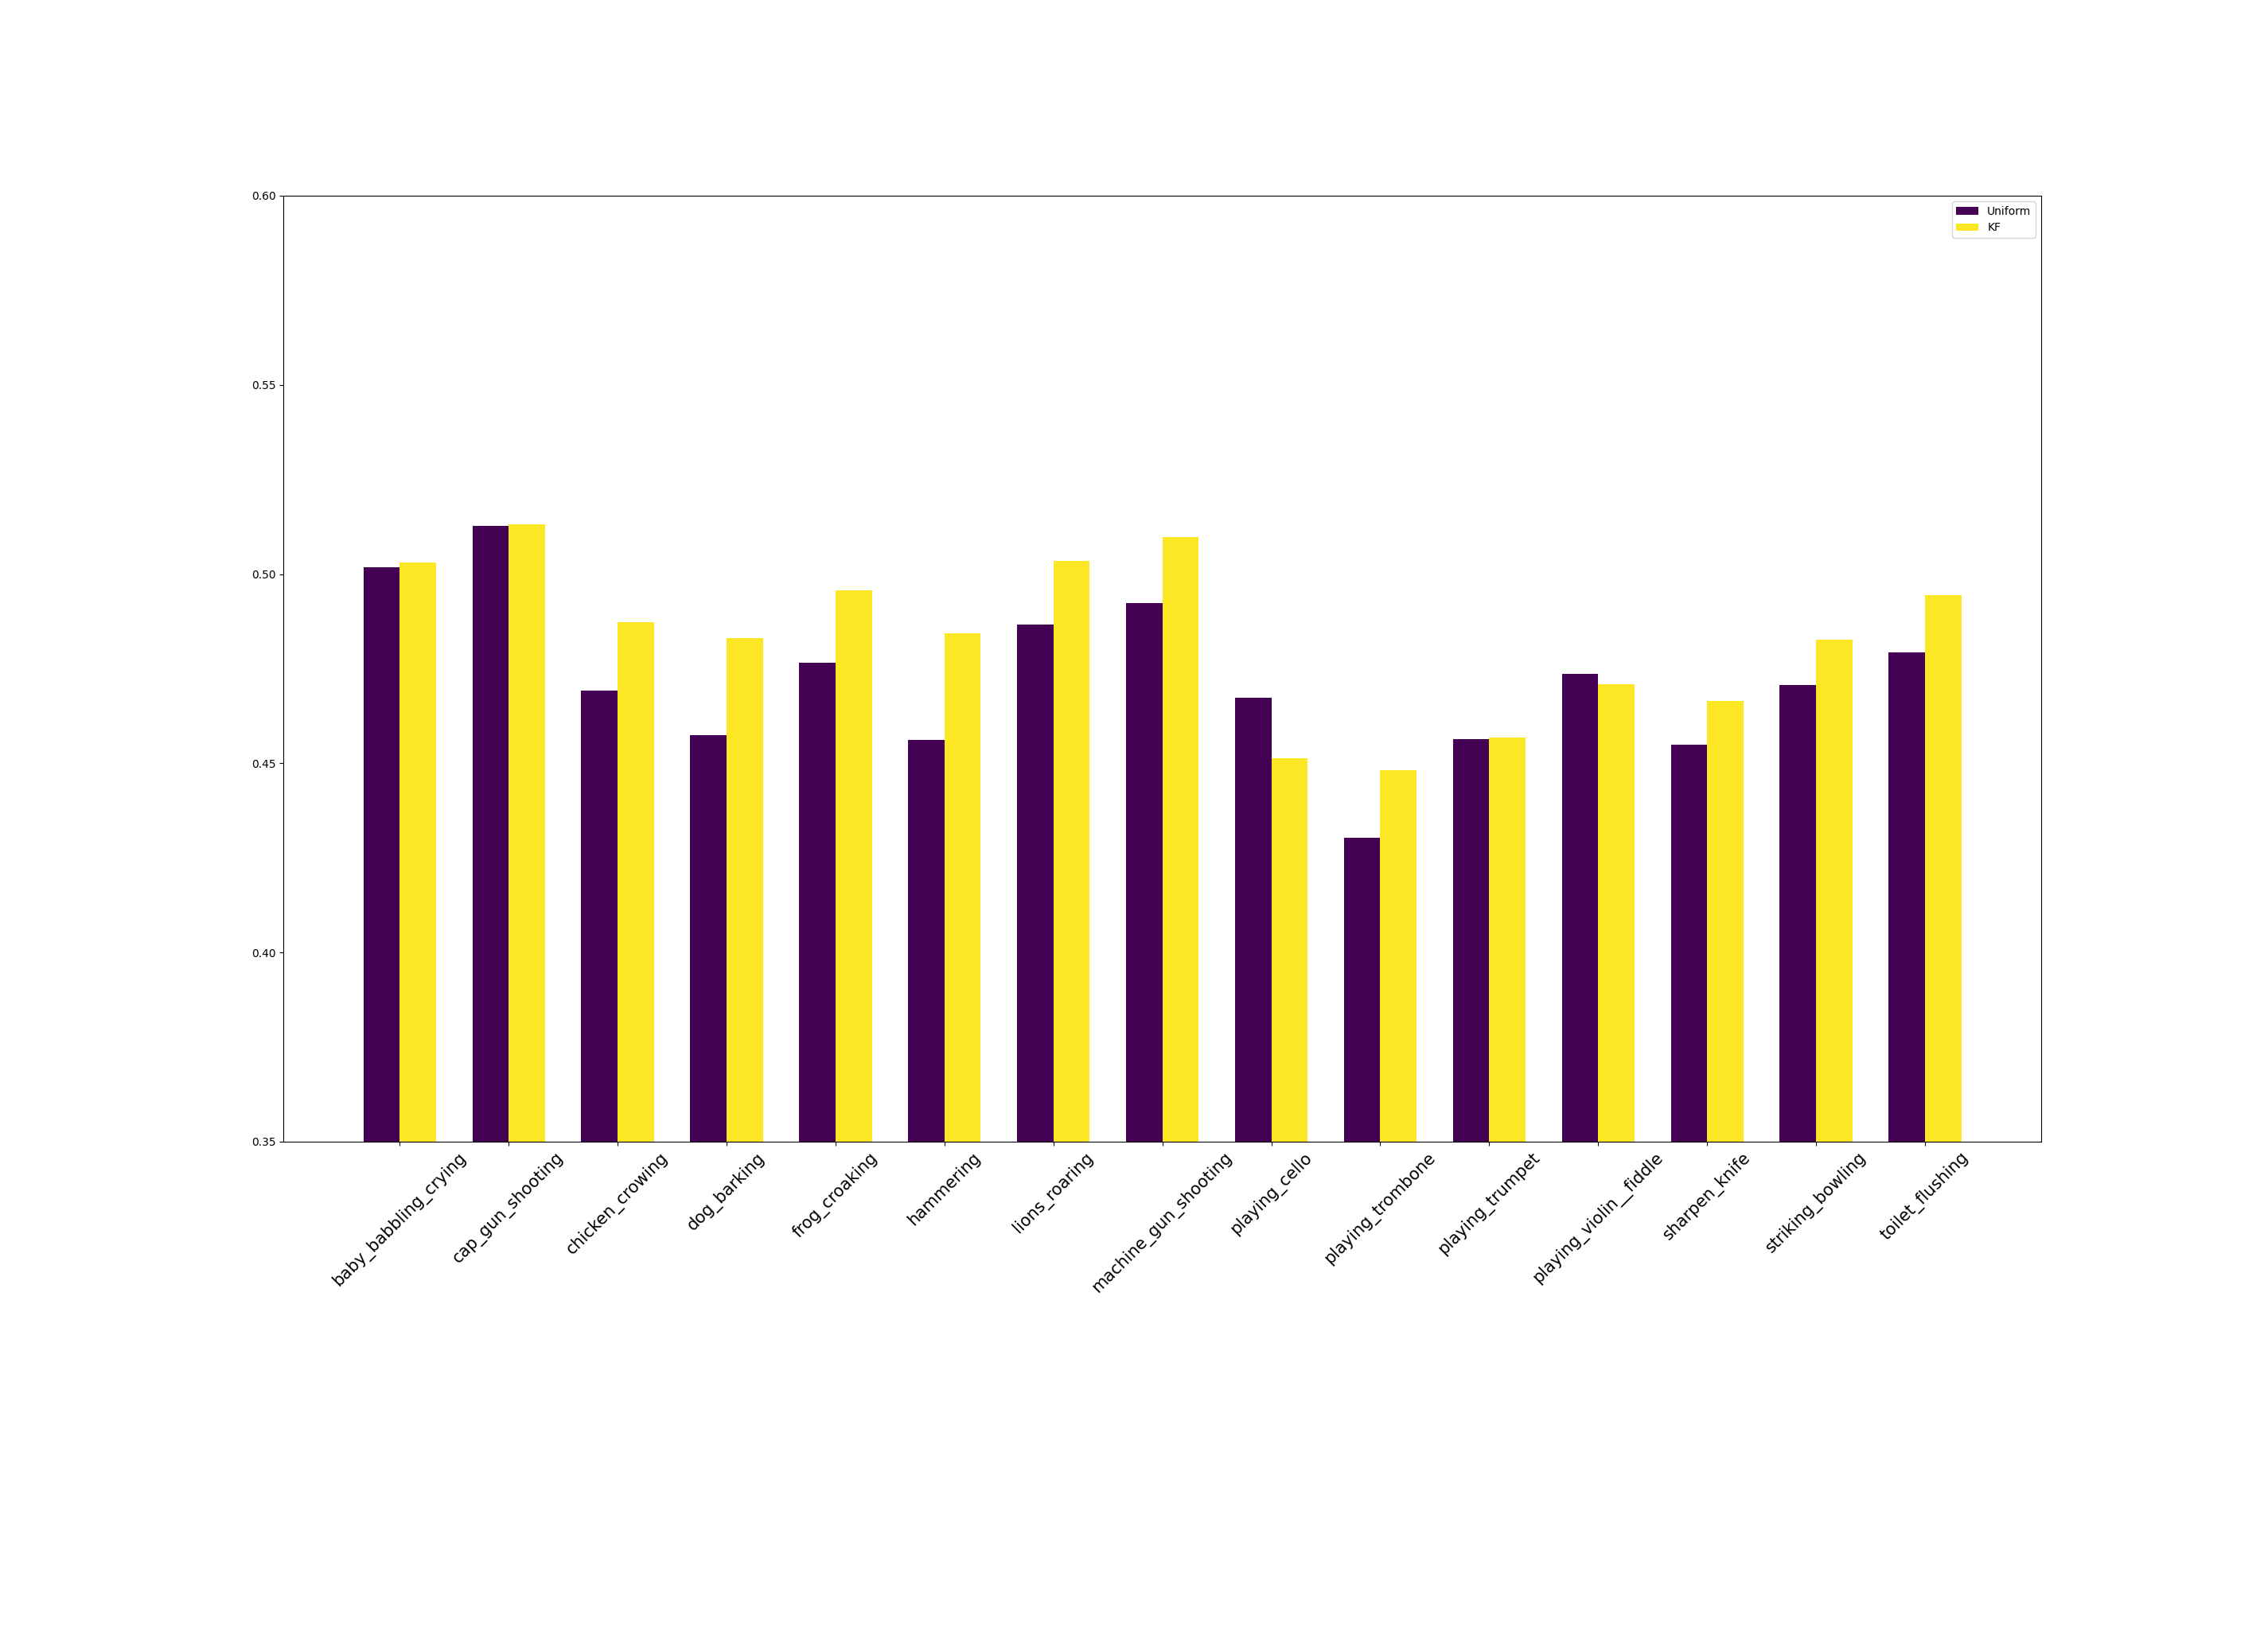 0.60
Uniform
KF
0.55
0.50
0.45
0.40
0.35
baby_babbling_crying
cap_gun_shooting
chicken_crowing
dog_barking
frog_croaking
hammering
lions_roaring
machine_gun_shooting
playing_cello
playing_trombone
playing_trumpet
playing_violin__fiddle
sharpen_knife
striking_bowling
toilet_flushing